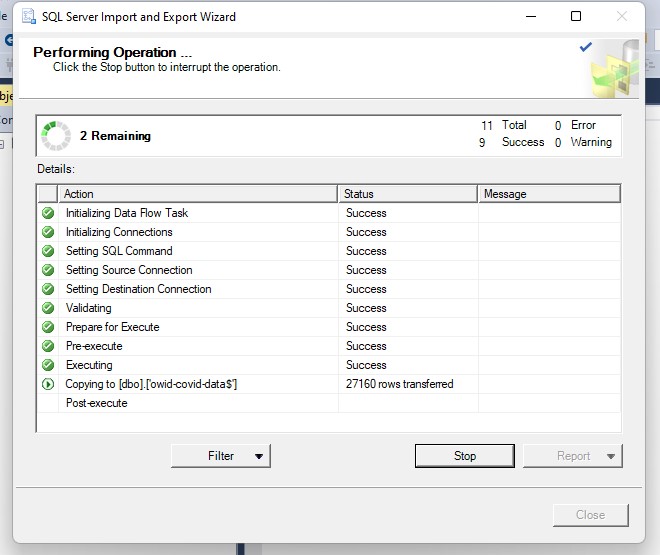 SQL Server Import and Export Wizard
Performing Operation ...
Click the Stop button to interrupt the operation.
2 Remaining
11 Total 0 Error
9 Success 0 Warning
Details:
Action Status Message
Initializing Data Flow Task Success
Initializing Connections Success
Setting SQL Command Success
Setting Source Connection Success
Setting Destination Connection Success
Validating Success
Prepare for Execute Success
Pre-execute Success
Executing Success
Copying to [dbo].['owid-covid-data$'] 27160 rows transferred
Post-execute
Filter Stop Report
Close